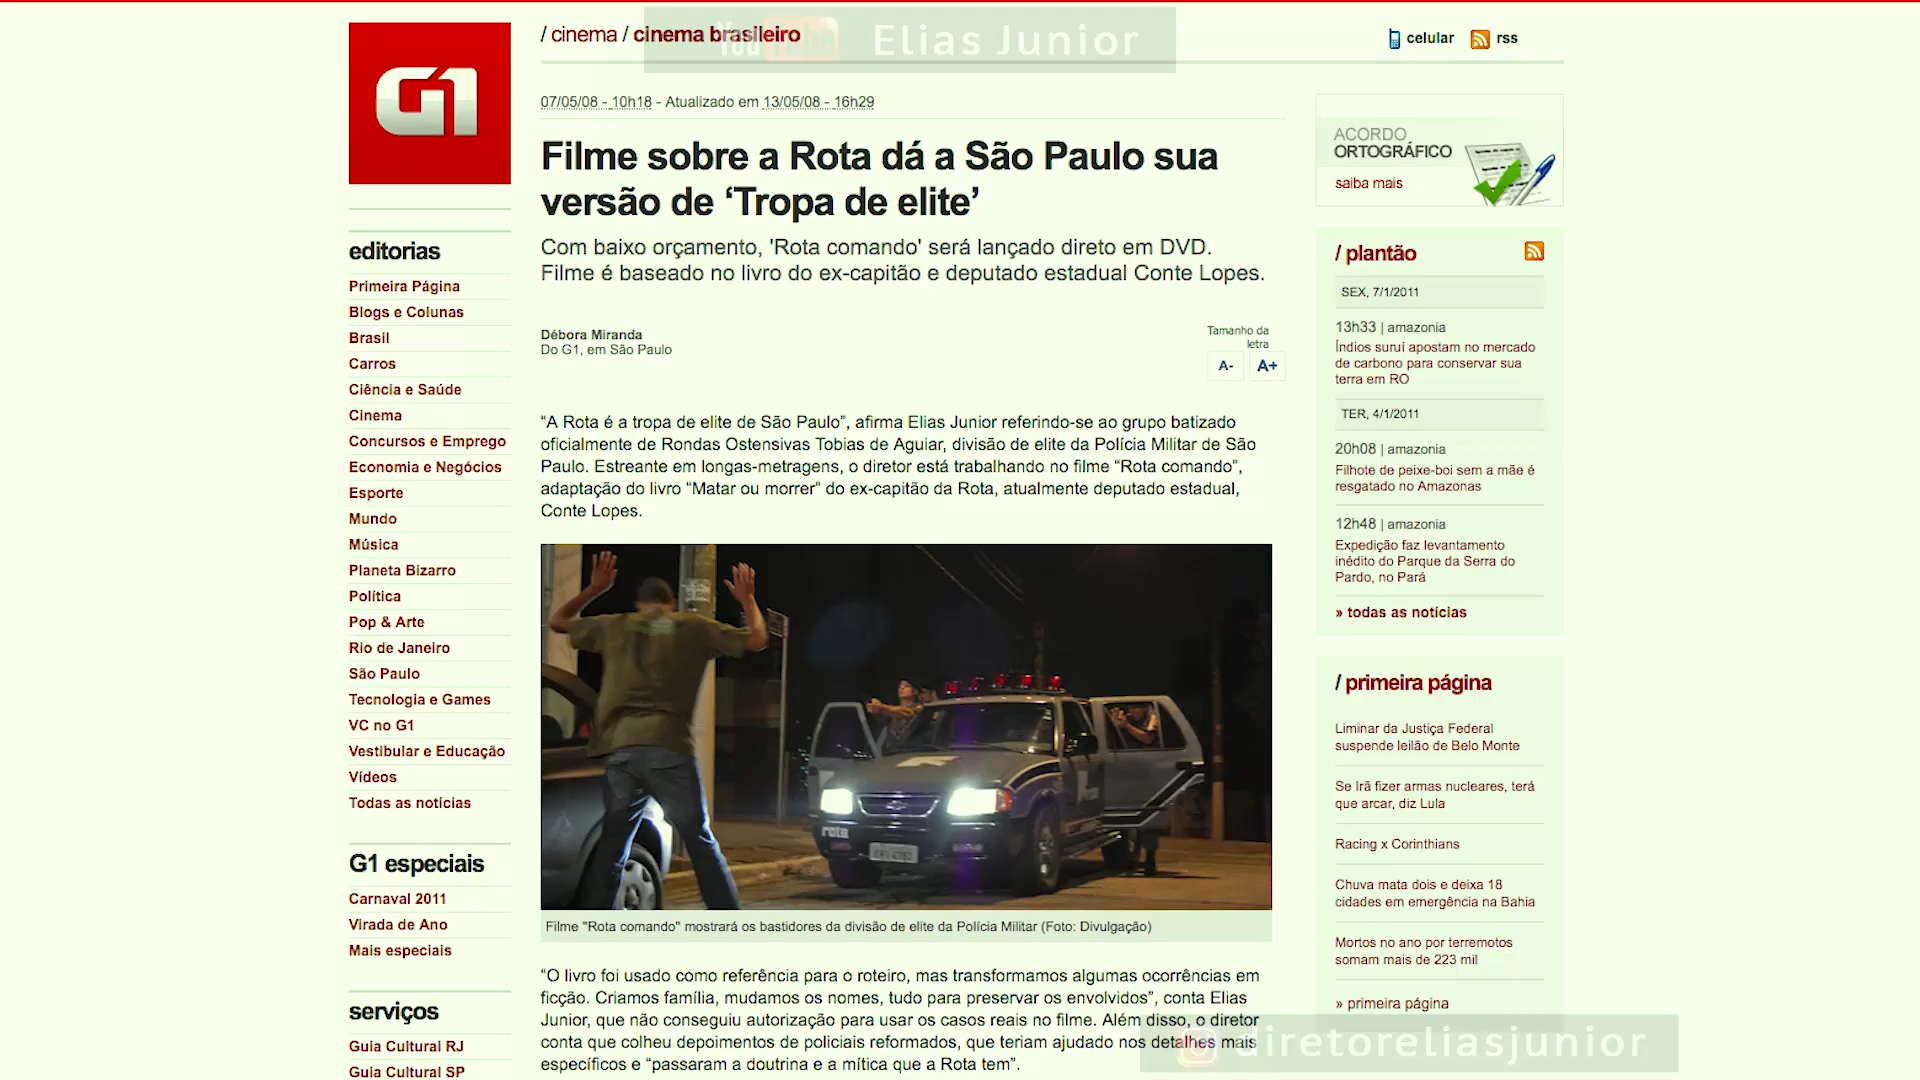 G1
/ cinema / cinema brasileiro
YouTube Elias Junior
celular
rss
editorias
Primeira Página
Blogs e Colunas
Brasil
Carros
Ciência e Saúde
Cinema
Concursos e Emprego
Economia e Negócios
Esporte
Mundo
Música
Planeta Bizarro
Política
Pop & Arte
Rio de Janeiro
São Paulo
Tecnologia e Games
VC no G1
Vestibular e Educação
Vídeos
Todas as notícias
G1 especiais
Carnaval 2011
Virada de Ano
Mais especiais
serviços
Guia Cultural RJ
Guia Cultural SP
07/05/08 - 10h18 - Atualizado em 13/05/08 - 16h29
Filme sobre a Rota dá a São Paulo sua
versão de ‘Tropa de elite’
Com baixo orçamento, 'Rota comando' será lançado direto em DVD.
Filme é baseado no livro do ex-capitão e deputado estadual Conte Lopes.
Débora Miranda
Do G1, em São Paulo
Tamanho da
letra
A- A+
“A Rota é a tropa de elite de São Paulo”, afirma Elias Junior referindo-se ao grupo batizado
oficialmente de Rondas Ostensivas Tobias de Aguiar, divisão de elite da Polícia Militar de São
Paulo. Estreante em longas-metragens, o diretor está trabalhando no filme “Rota comando”,
adaptação do livro “Matar ou morrer” do ex-capitão da Rota, atualmente deputado estadual,
Conte Lopes.
rota
Filme "Rota comando" mostrará os bastidores da divisão de elite da Polícia Militar (Foto: Divulgação)
“O livro foi usado como referência para o roteiro, mas transformamos algumas ocorrências em
ficção. Criamos família, mudamos os nomes, tudo para preservar os envolvidos”, conta Elias
Junior, que não conseguiu autorização para usar os casos reais no filme. Além disso, o diretor
conta que colheu depoimentos de policiais reformados, que teriam ajudado nos detalhes mais
específicos e “passaram a doutrina e a mítica que a Rota tem”.
ACORDO
ORTOGRÁFICO
saiba mais
/ plantão
SEX, 7/1/2011
13h33 | amazonia
Índios suruí apostam no mercado
de carbono para conservar sua
terra em RO
TER, 4/1/2011
20h08 | amazonia
Filhote de peixe-boi sem a mãe é
resgatado no Amazonas
12h48 | amazonia
Expedição faz levantamento
inédito do Parque da Serra do
Pardo, no Pará
» todas as notícias
/ primeira página
Liminar da Justiça Federal
suspende leilão de Belo Monte
Se Irã fizer armas nucleares, terá
que arcar, diz Lula
Racing x Corinthians
Chuva mata dois e deixa 18
cidades em emergência na Bahia
Mortos no ano por terremotos
somam mais de 223 mil
» primeira página
diretoreliasjunior